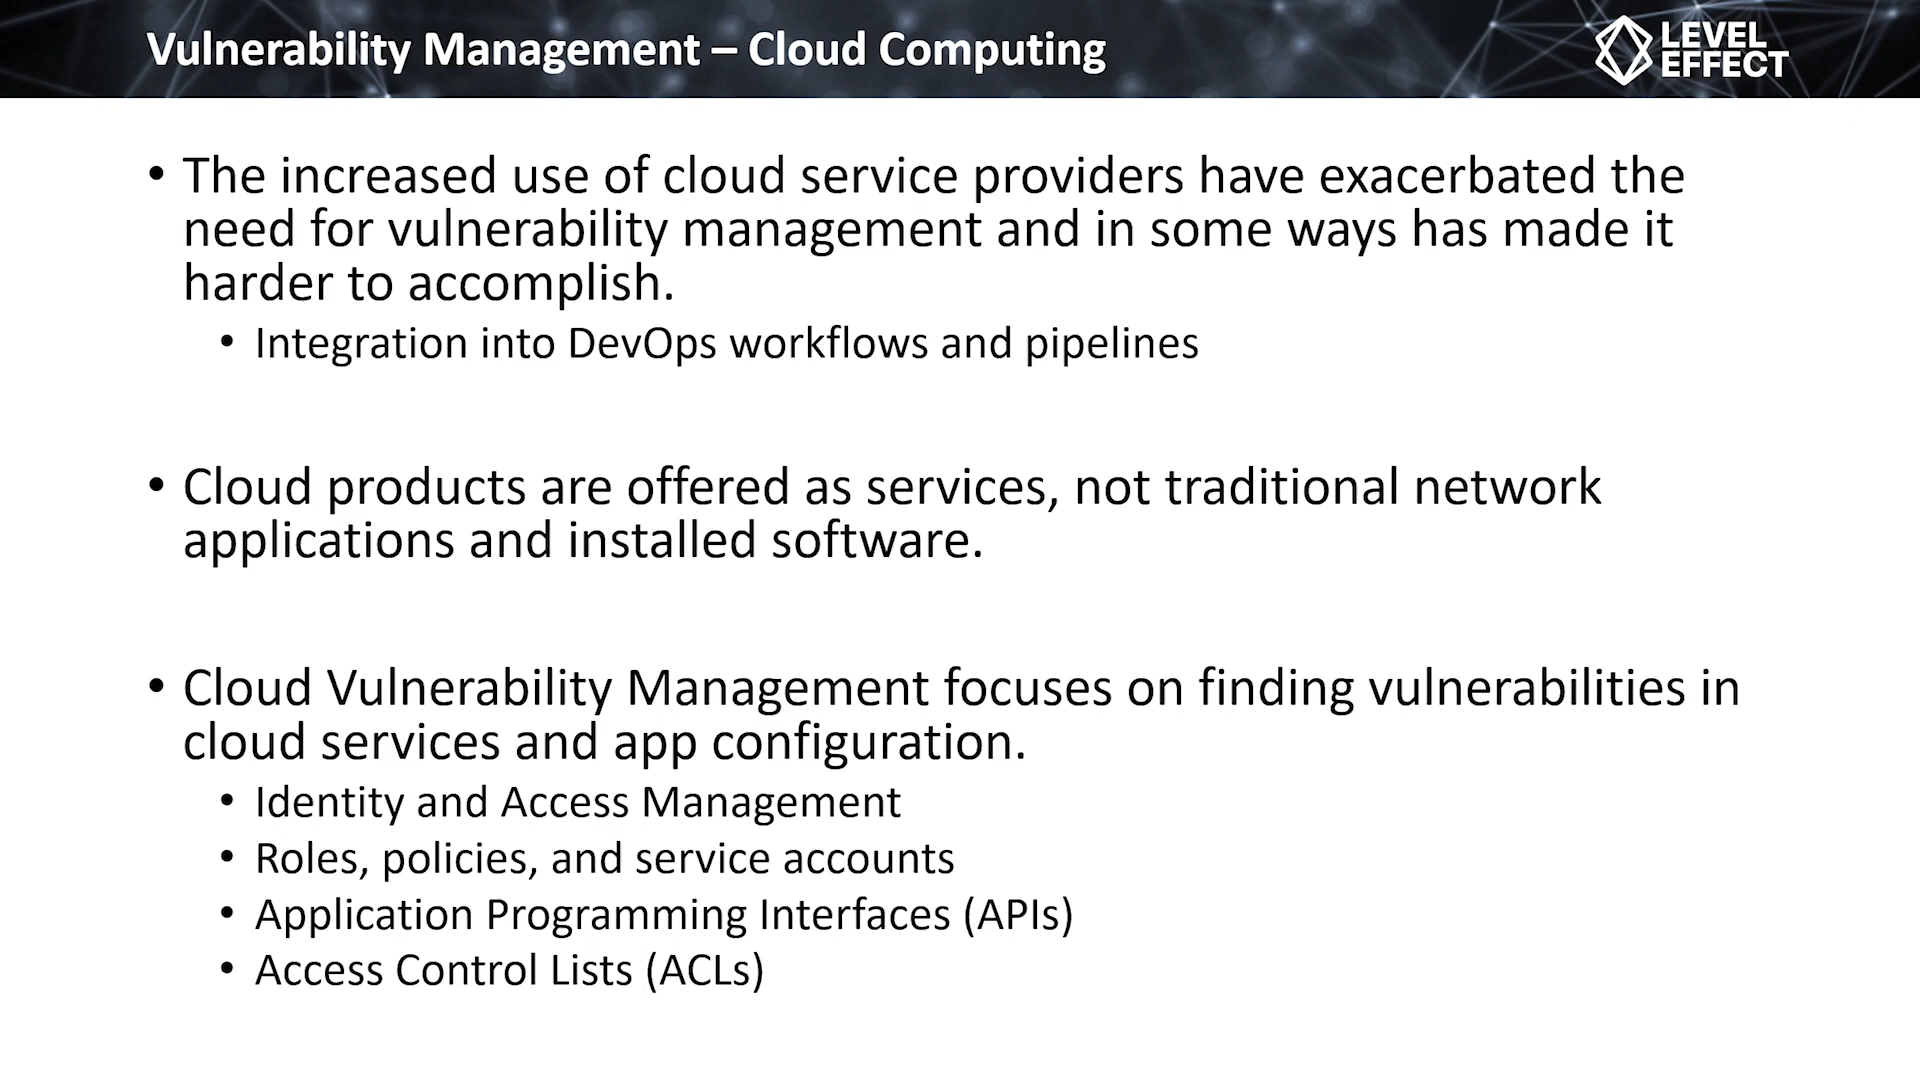 Vulnerability Management – Cloud Computing
LEVEL
EFFECT
• The increased use of cloud service providers have exacerbated the
need for vulnerability management and in some ways has made it
harder to accomplish.
• Integration into DevOps workflows and pipelines
• Cloud products are offered as services, not traditional network
applications and installed software.
• Cloud Vulnerability Management focuses on finding vulnerabilities in
cloud services and app configuration.
• Identity and Access Management
• Roles, policies, and service accounts
• Application Programming Interfaces (APIs)
• Access Control Lists (ACLs)